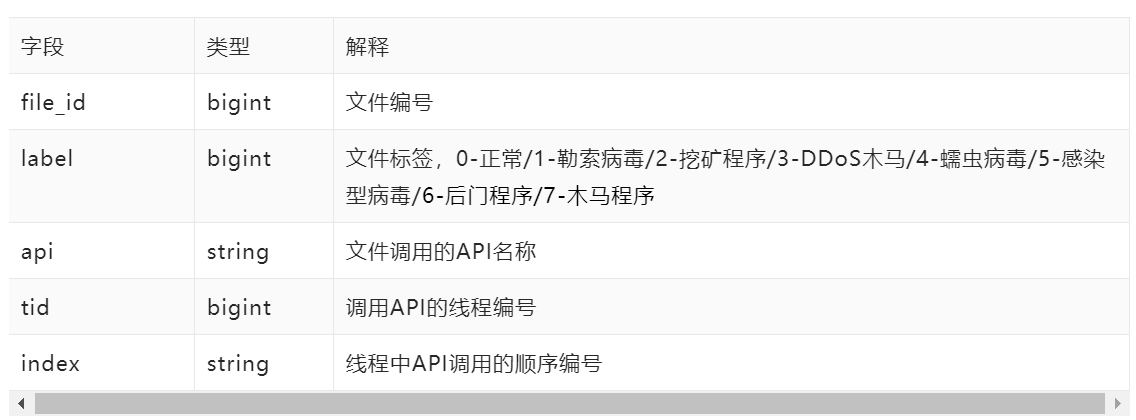 字段 类型 解释
file_id bigint 文件编号
label bigint 文件标签，0-正常/1-勒索病毒/2-挖矿程序/3-DDoS木马/4-蠕虫病毒/5-感染
型病毒/6-后门程序/7-木马程序
api string 文件调用的API名称
tid bigint 调用API的线程编号
index string 线程中API调用的顺序编号